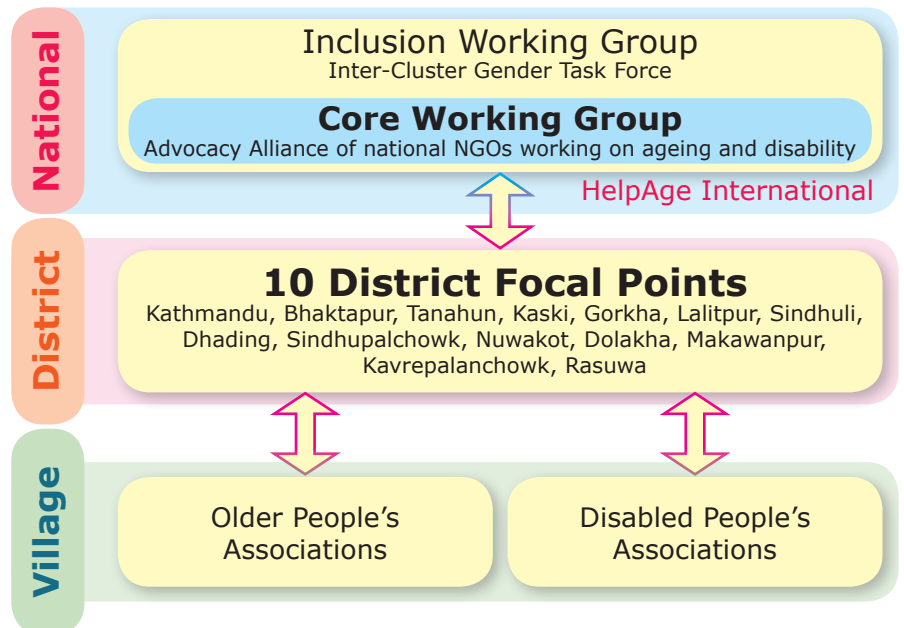 National
Inclusion Working Group
Inter-Cluster Gender Task Force
Core Working Group
Advocacy Alliance of national NGOs working on ageing and disability
HelpAge International
District
10 District Focal Points
Kathmandu, Bhaktapur, Tanahun, Kaski, Gorkha, Lalitpur, Sindhuli,
Dhading, Sindhupalchowk, Nuwakot, Dolakha, Makawanpur,
Kavrepalanchowk, Rasuwa
Village
Older People’s
Associations
Disabled People’s
Associations